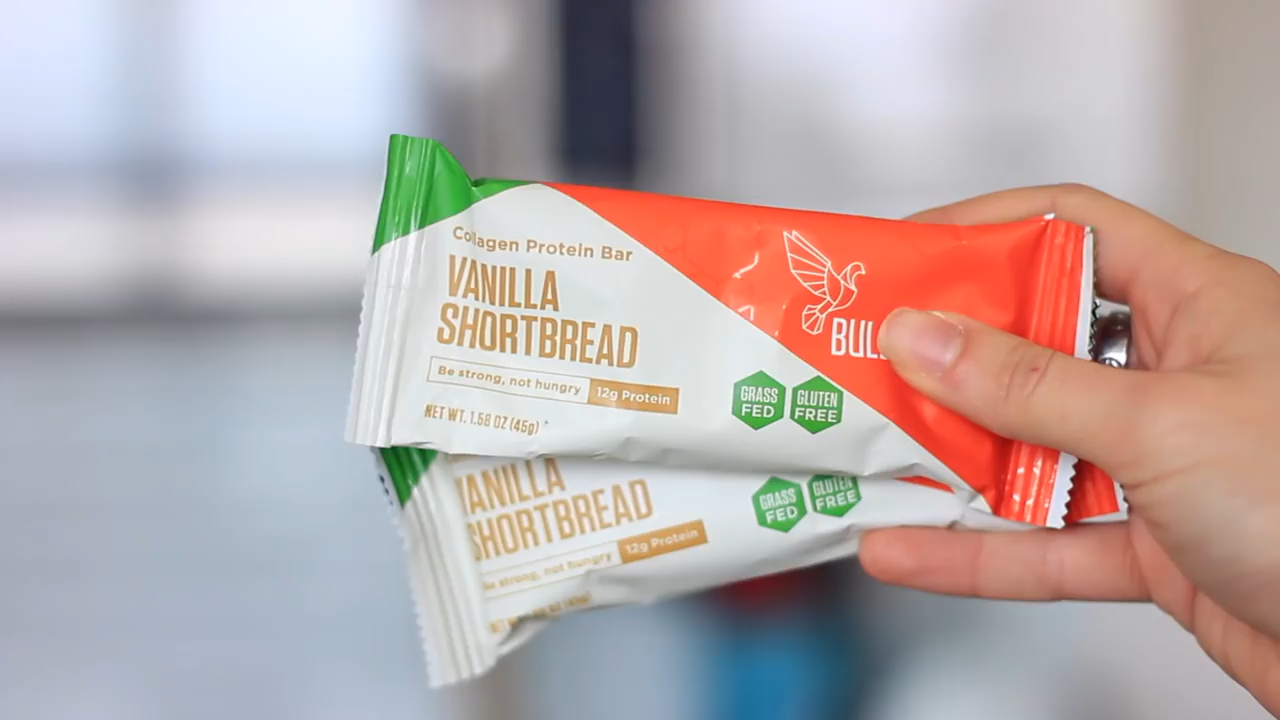 Collagen Protein Bar
VANILLA
SHORTBREAD
Be strong, not hungry 12g Protein
NET WT. 1.58 OZ (45g)
GRASS
FED
GLUTEN
FREE
BUL
VANILLA
SHORTBREAD
Be strong, not hungry 12g Protein
GRASS
FED
GLUTEN
FREE